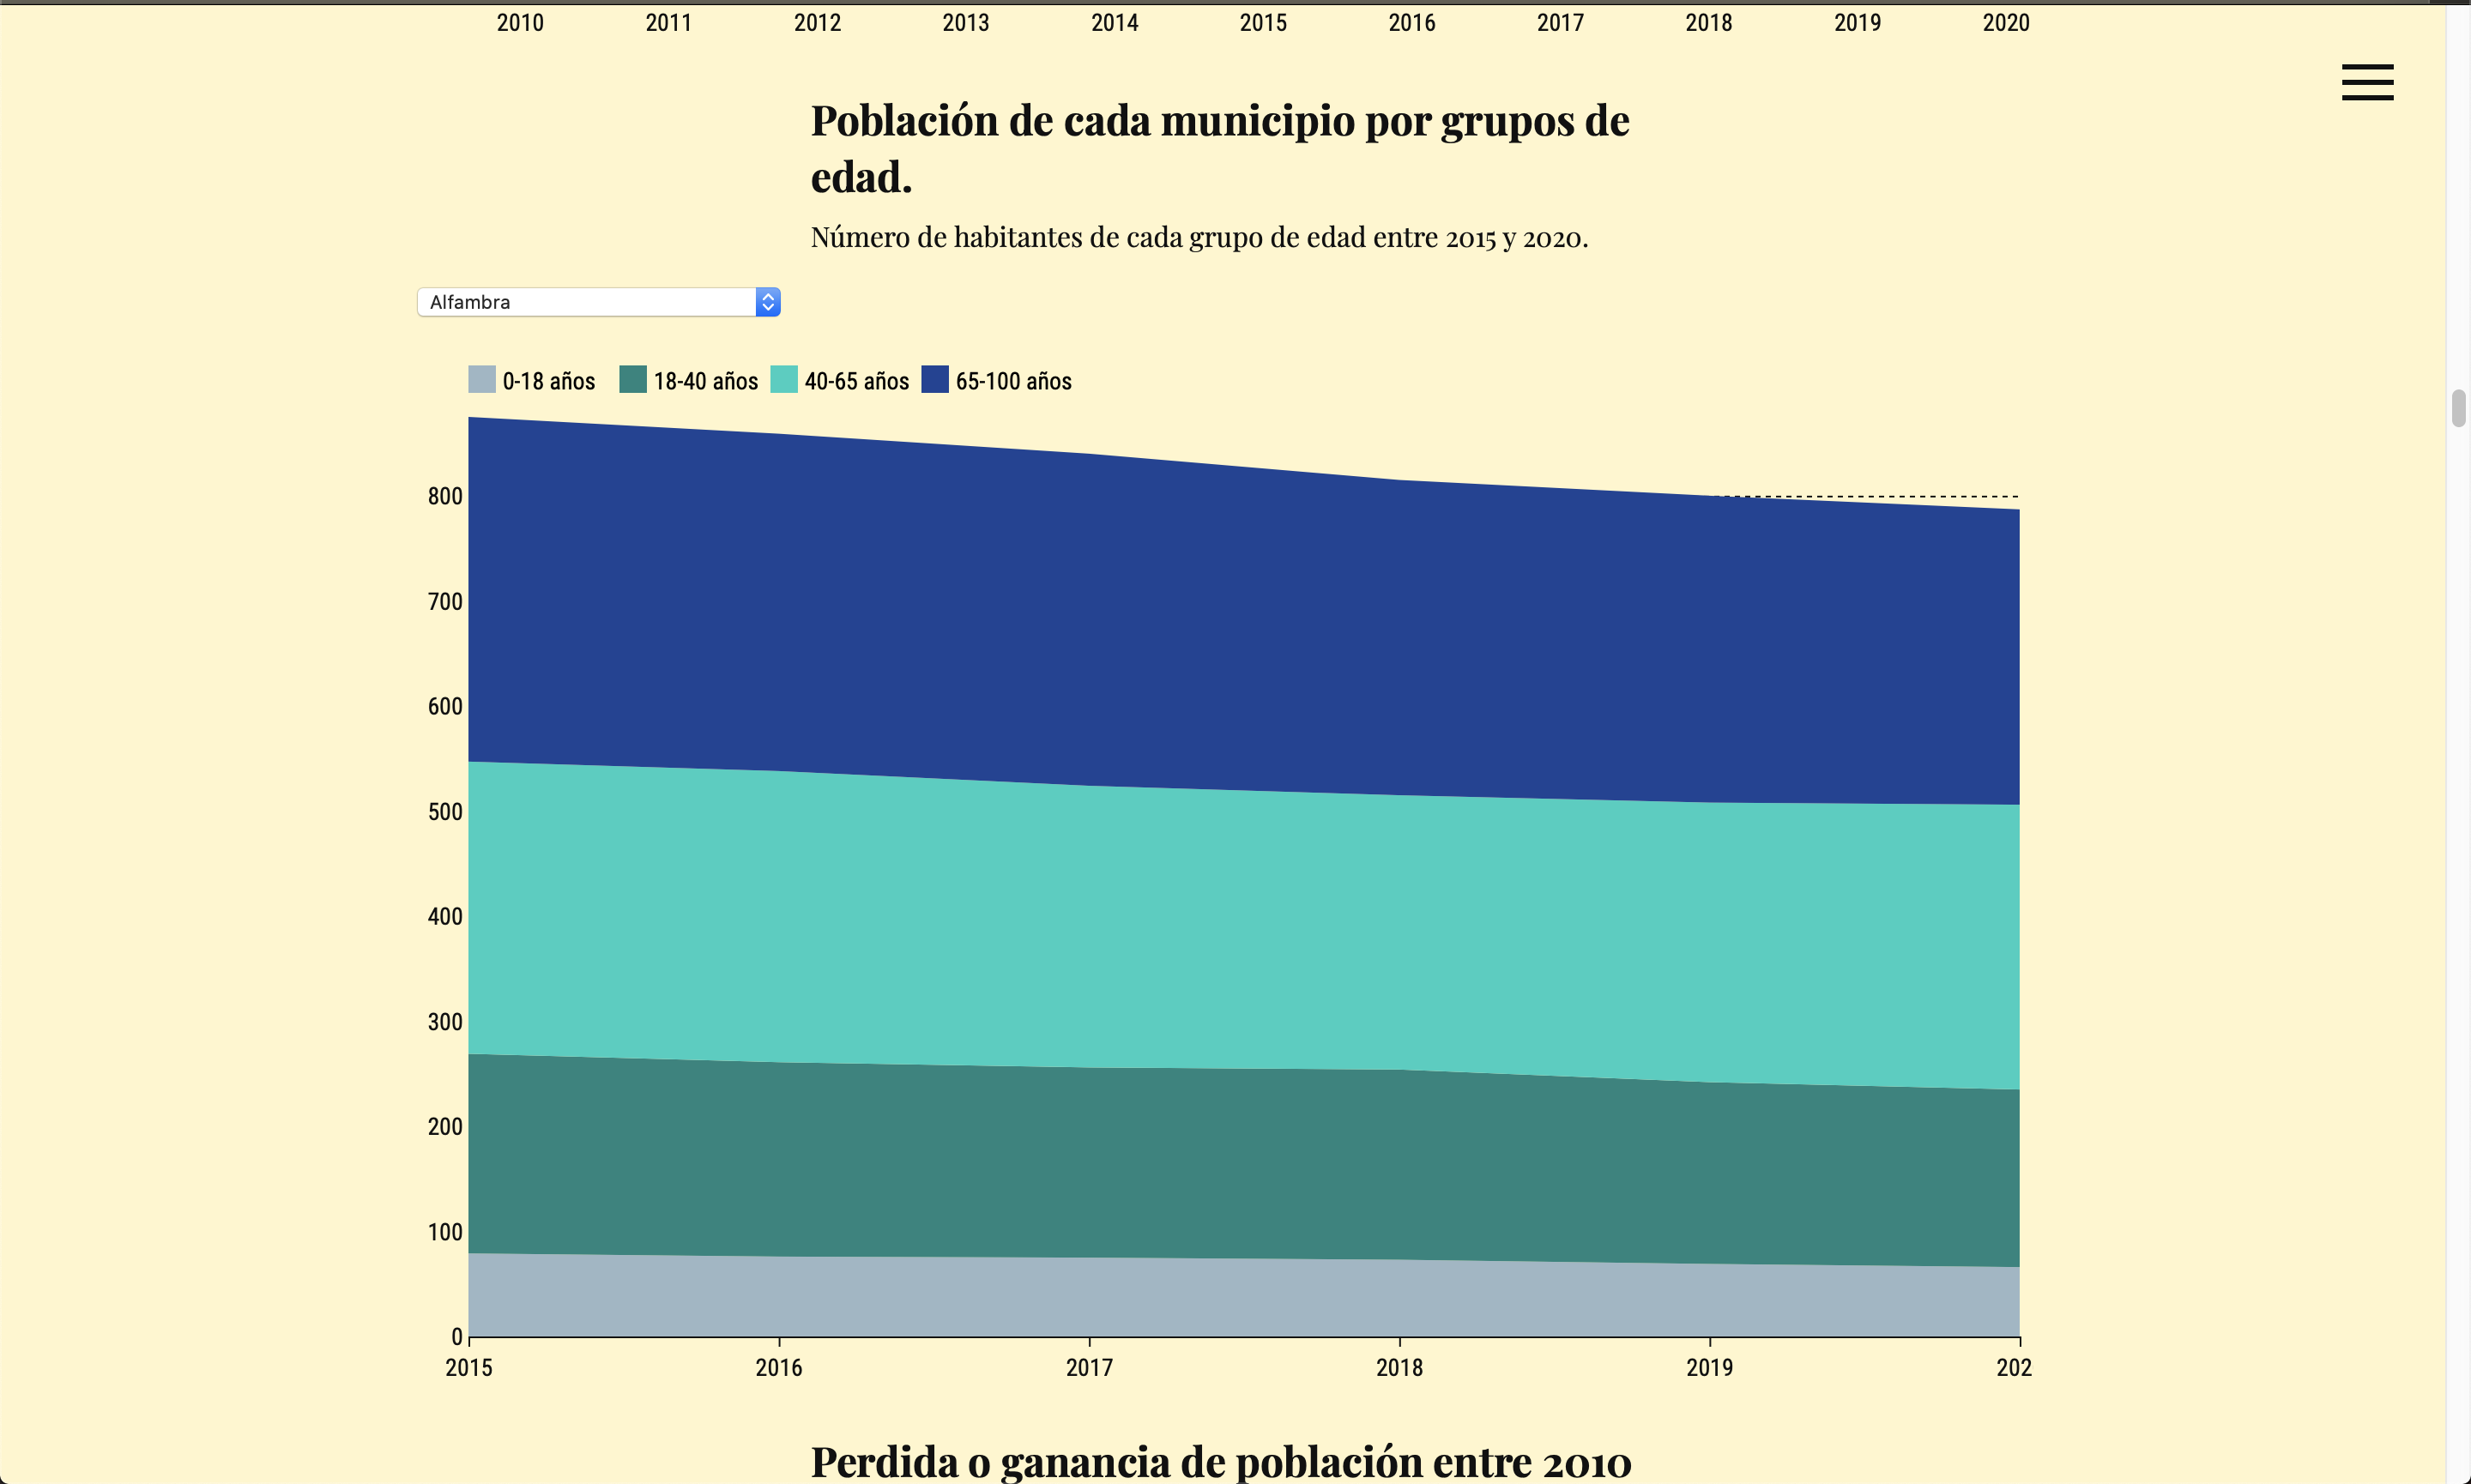 2010 2011 2012 2013 2014 2015 2016 2017 2018 2019 2020
Población de cada municipio por grupos de
edad.
Número de habitantes de cada grupo de edad entre 2015 y 2020.
Alfambra
0-18 años 18-40 años 40-65 años 65-100 años
800
700
600
500
400
300
200
100
0
2015 2016 2017 2018 2019 202
Perdida o ganancia de población entre 2010